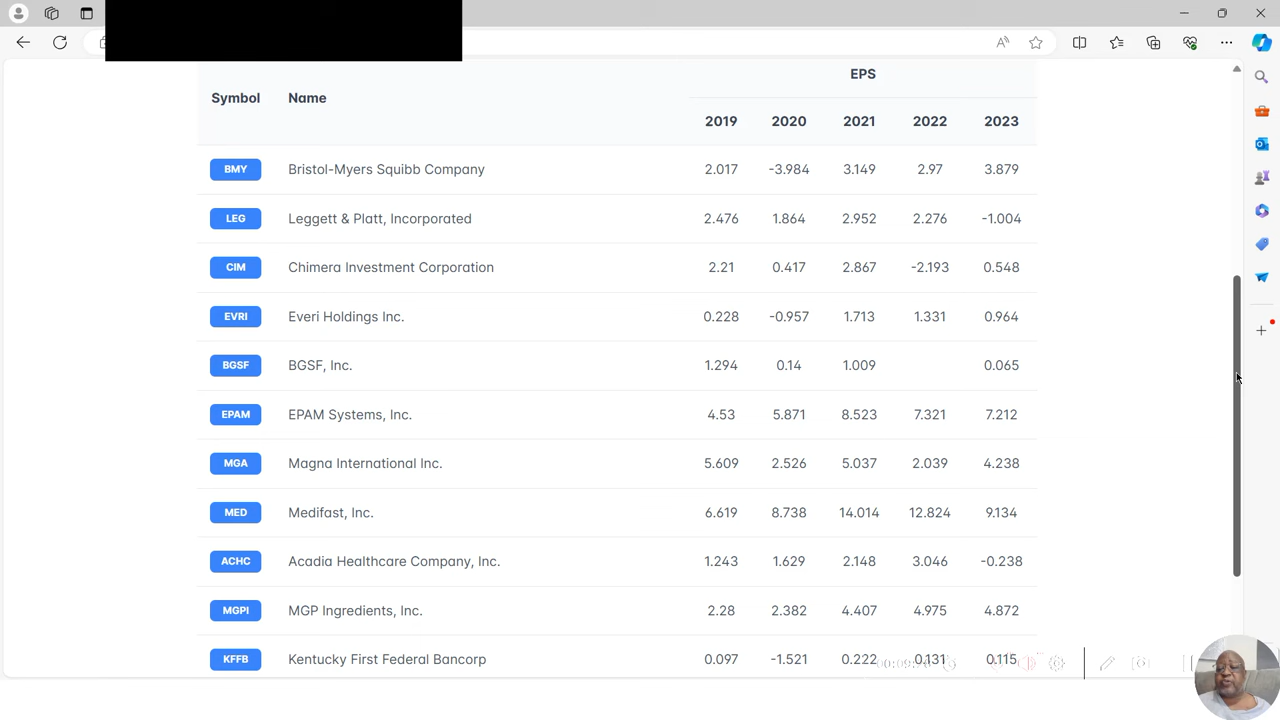 EPS
Symbol Name
2019 2020 2021 2022 2023
BMY Bristol-Myers Squibb Company 2.017 -3.984 3.149 2.97 3.879
LEG Leggett & Platt, Incorporated 2.476 1.864 2.952 2.276 -1.004
CIM Chimera Investment Corporation 2.21 0.417 2.867 -2.193 0.548
EVRI Everi Holdings Inc. 0.228 -0.957 1.713 1.331 0.964
BGSF BGSF, Inc. 1.294 0.14 1.009 0.065
EPAM EPAM Systems, Inc. 4.53 5.871 8.523 7.321 7.212
MGA Magna International Inc. 5.609 2.526 5.037 2.039 4.238
MED Medifast, Inc. 6.619 8.738 14.014 12.824 9.134
ACHC Acadia Healthcare Company, Inc. 1.243 1.629 2.148 3.046 -0.238
MGPI MGP Ingredients, Inc. 2.28 2.382 4.407 4.975 4.872
KFFB Kentucky First Federal Bancorp 0.097 -1.521 0.222 0.131 0.115